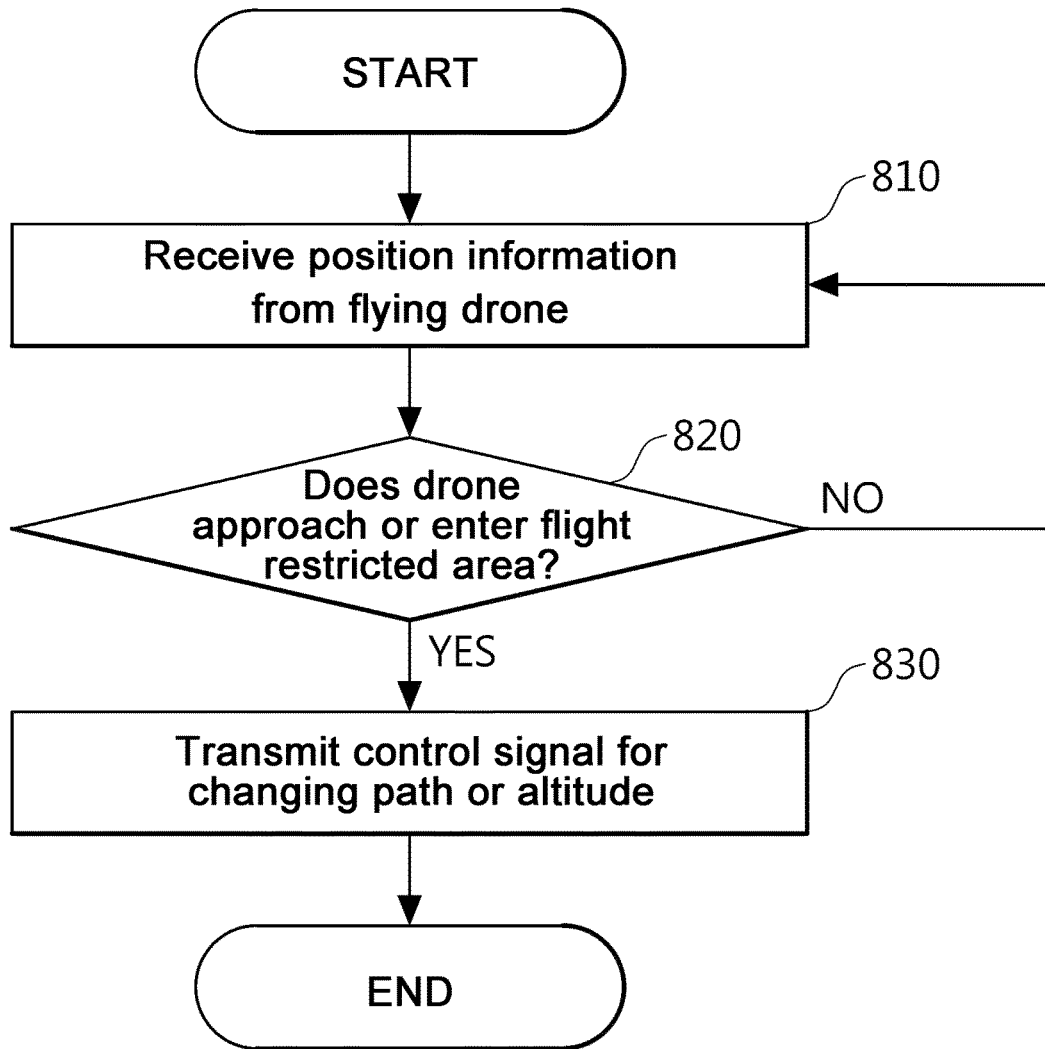 START
810
Receive position information
from flying drone
820
Does drone
approach or enter flight
restricted area?
NO
YES
830
Transmit control signal for
changing path or altitude
END